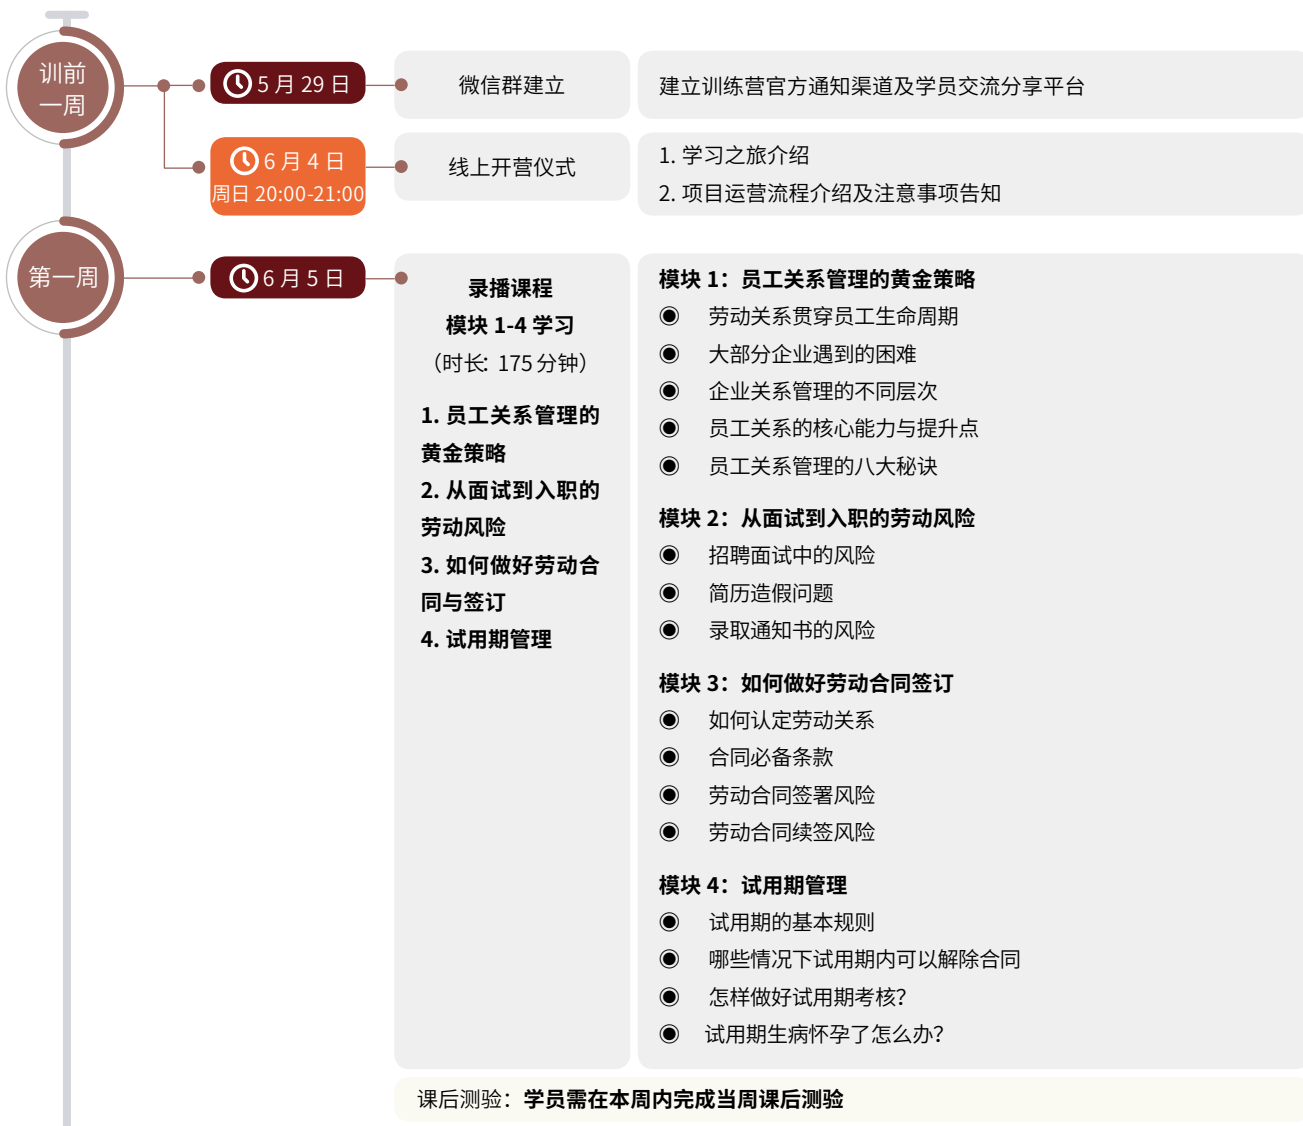 训前
一周
5 月 29 日
微信群建立
建立训练营官方通知渠道及学员交流分享平台
6 月 4 日
周日 20:00-21:00
线上开营仪式
1. 学习之旅介绍
2. 项目运营流程介绍及注意事项告知
第一周
6 月 5 日
录播课程
模块 1-4 学习
（时长：175 分钟）
1. 员工关系管理的
黄金策略
2. 从面试到入职的
劳动风险
3. 如何做好劳动合
同与签订
4. 试用期管理
模块 1：员工关系管理的黄金策略
◉ 劳动关系贯穿员工生命周期
◉ 大部分企业遇到的困难
◉ 企业关系管理的不同层次
◉ 员工关系的核心能力与提升点
◉ 员工关系管理的八大秘诀
模块 2：从面试到入职的劳动风险
◉ 招聘面试中的风险
◉ 简历造假问题
◉ 录取通知书的风险
模块 3：如何做好劳动合同签订
◉ 如何认定劳动关系
◉ 合同必备条款
◉ 劳动合同签署风险
◉ 劳动合同续签风险
模块 4：试用期管理
◉ 试用期的基本规则
◉ 哪些情况下试用期内可以解除合同
◉ 怎样做好试用期考核？
◉ 试用期生病怀孕了怎么办？
课后测验：学员需在本周内完成当周课后测验